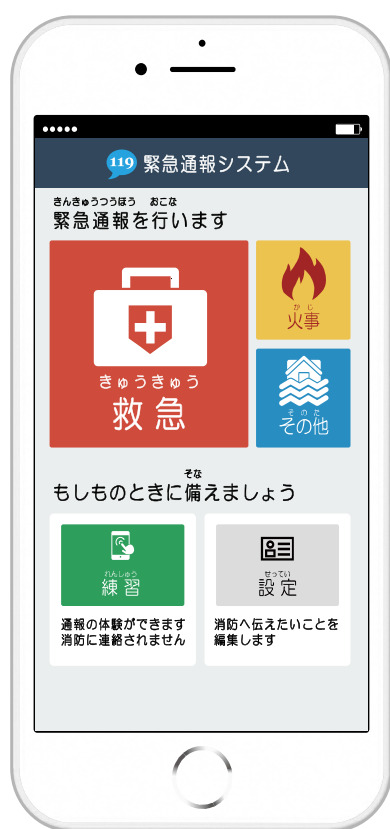 119 緊急通報システム
きんきゅうつうほう おこな
緊急通報を行います
きゅうきゅう
救急
かじ
火事
そのた
その他
そな
もしものときに備えましょう
れんしゅう
練習
通報の体験ができます
消防に連絡されません
せってい
設定
消防へ伝えたいことを
編集します